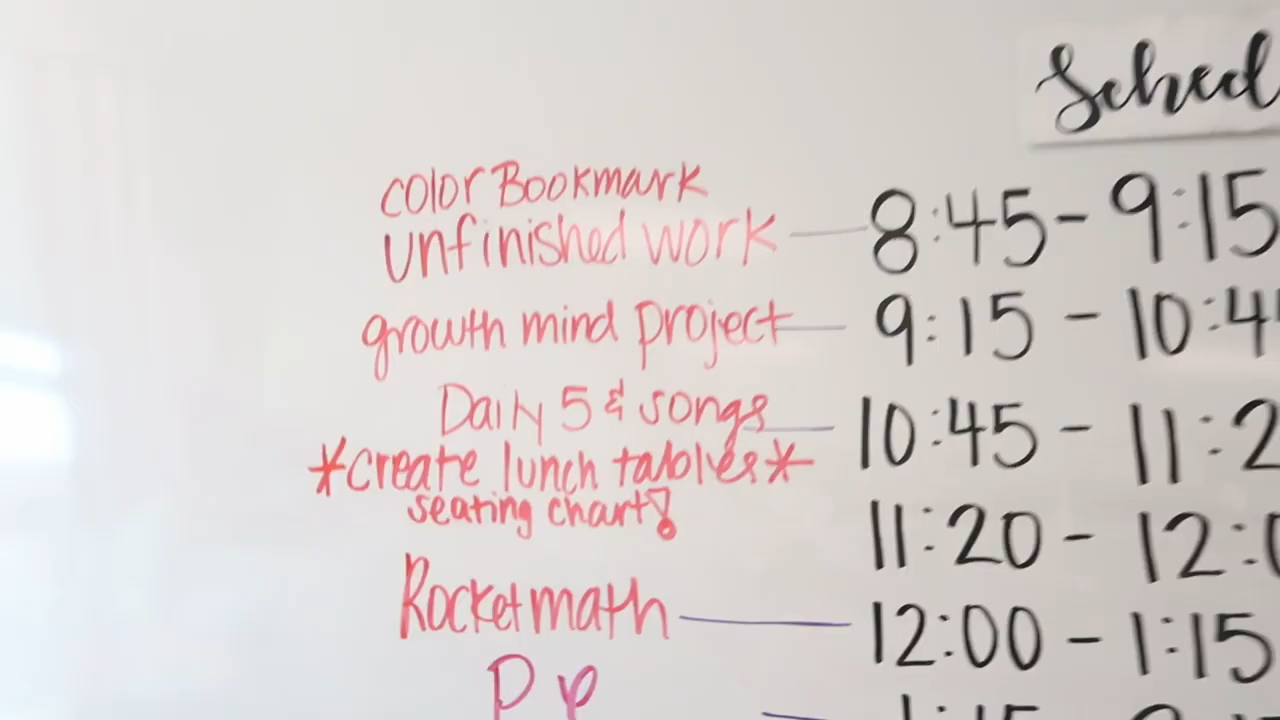 color Bookmark
unfinished work — 8:45 - 9:15
growth mind project — 9:15 - 10:4
Daily 5 & songs — 10:45 - 11:2
*create lunch tables*
seating chart!
11:20 - 12:0
Rocketmath — 12:00 - 1:15
P